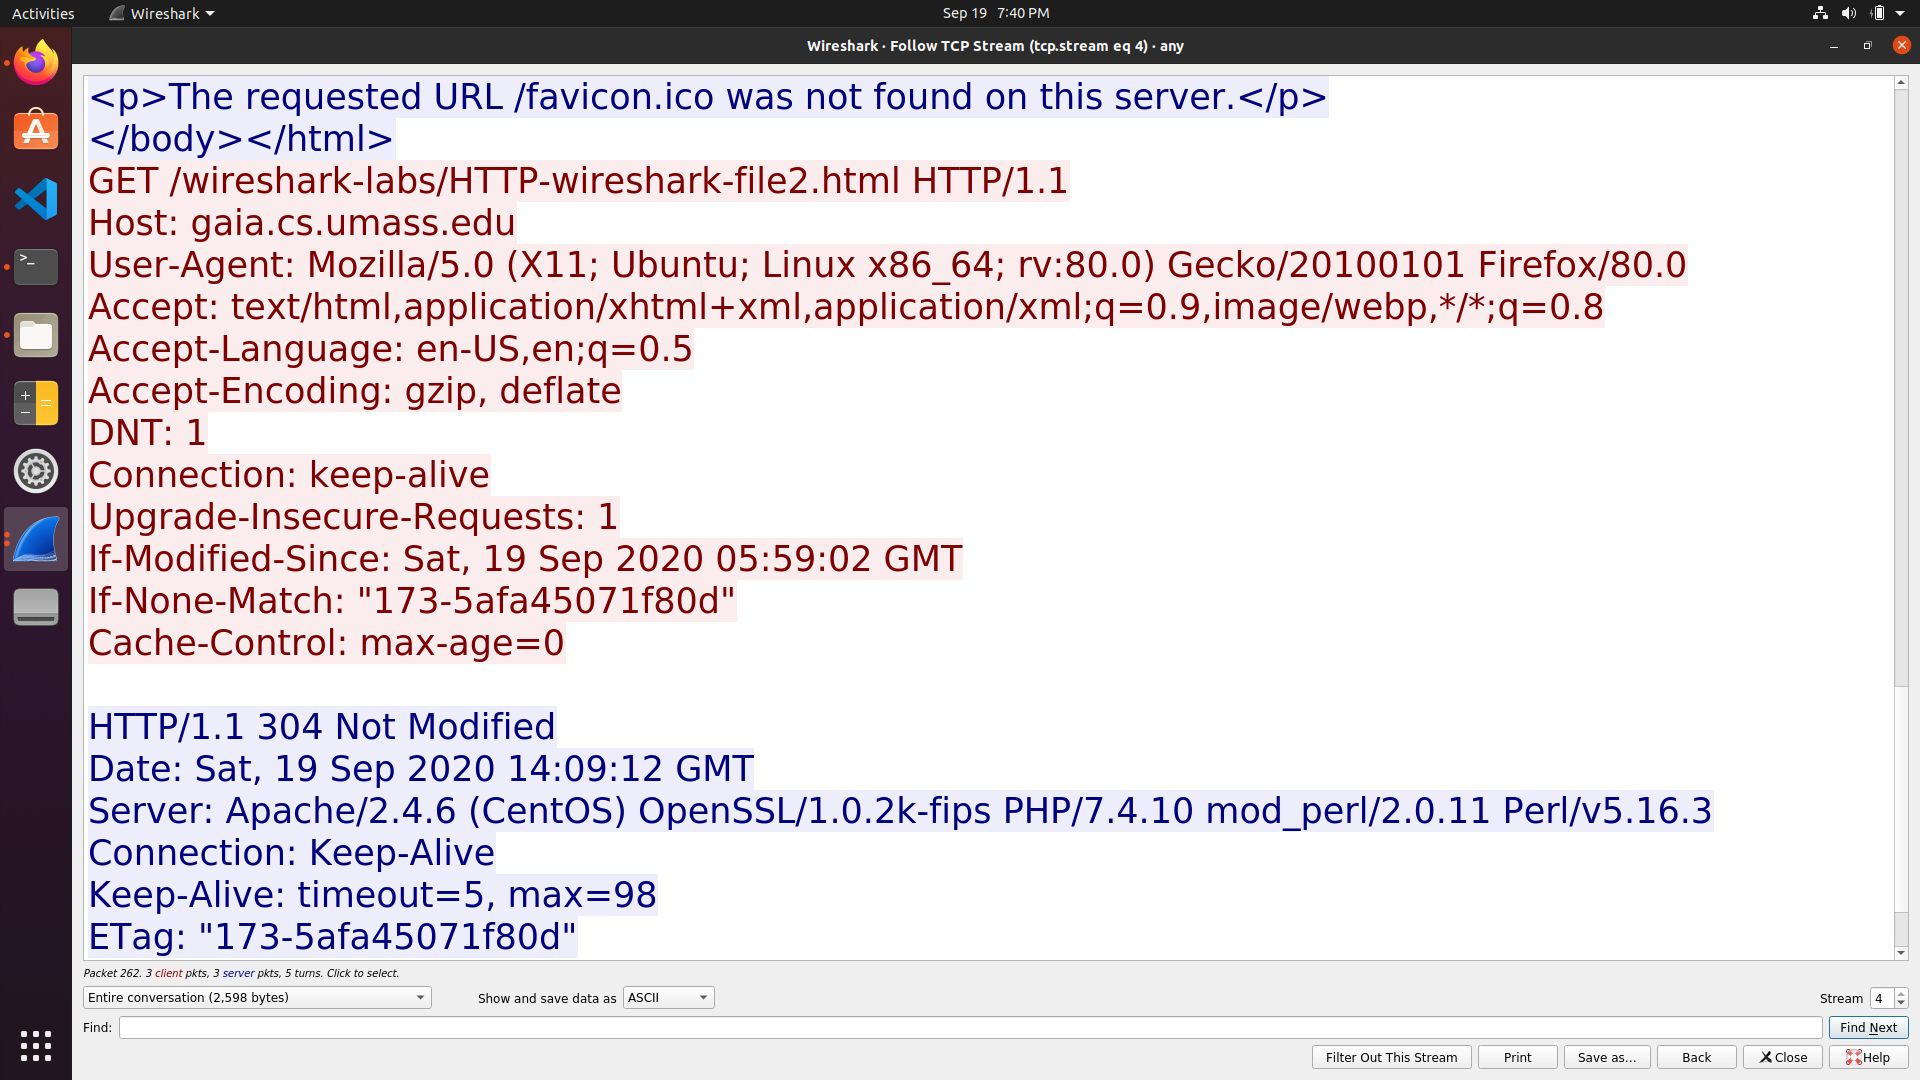 Activities
Wireshark
Sep 19 7:40 PM
Wireshark · Follow TCP Stream (tcp.stream eq 4) · any
<p>The requested URL /favicon.ico was not found on this server.</p>
</body></html>
GET /wireshark-labs/HTTP-wireshark-file2.html HTTP/1.1
Host: gaia.cs.umass.edu
User-Agent: Mozilla/5.0 (X11; Ubuntu; Linux x86_64; rv:80.0) Gecko/20100101 Firefox/80.0
Accept: text/html,application/xhtml+xml,application/xml;q=0.9,image/webp,*/*;q=0.8
Accept-Language: en-US,en;q=0.5
Accept-Encoding: gzip, deflate
DNT: 1
Connection: keep-alive
Upgrade-Insecure-Requests: 1
If-Modified-Since: Sat, 19 Sep 2020 05:59:02 GMT
If-None-Match: "173-5afa45071f80d"
Cache-Control: max-age=0
HTTP/1.1 304 Not Modified
Date: Sat, 19 Sep 2020 14:09:12 GMT
Server: Apache/2.4.6 (CentOS) OpenSSL/1.0.2k-fips PHP/7.4.10 mod_perl/2.0.11 Perl/v5.16.3
Connection: Keep-Alive
Keep-Alive: timeout=5, max=98
ETag: "173-5afa45071f80d"
Packet 262. 3 client pkts, 3 server pkts, 5 turns. Click to select.
Entire conversation (2,598 bytes)
Show and save data as
ASCII
Stream 4
Find:
Find Next
Filter Out This Stream
Print
Save as...
Back
Close
Help